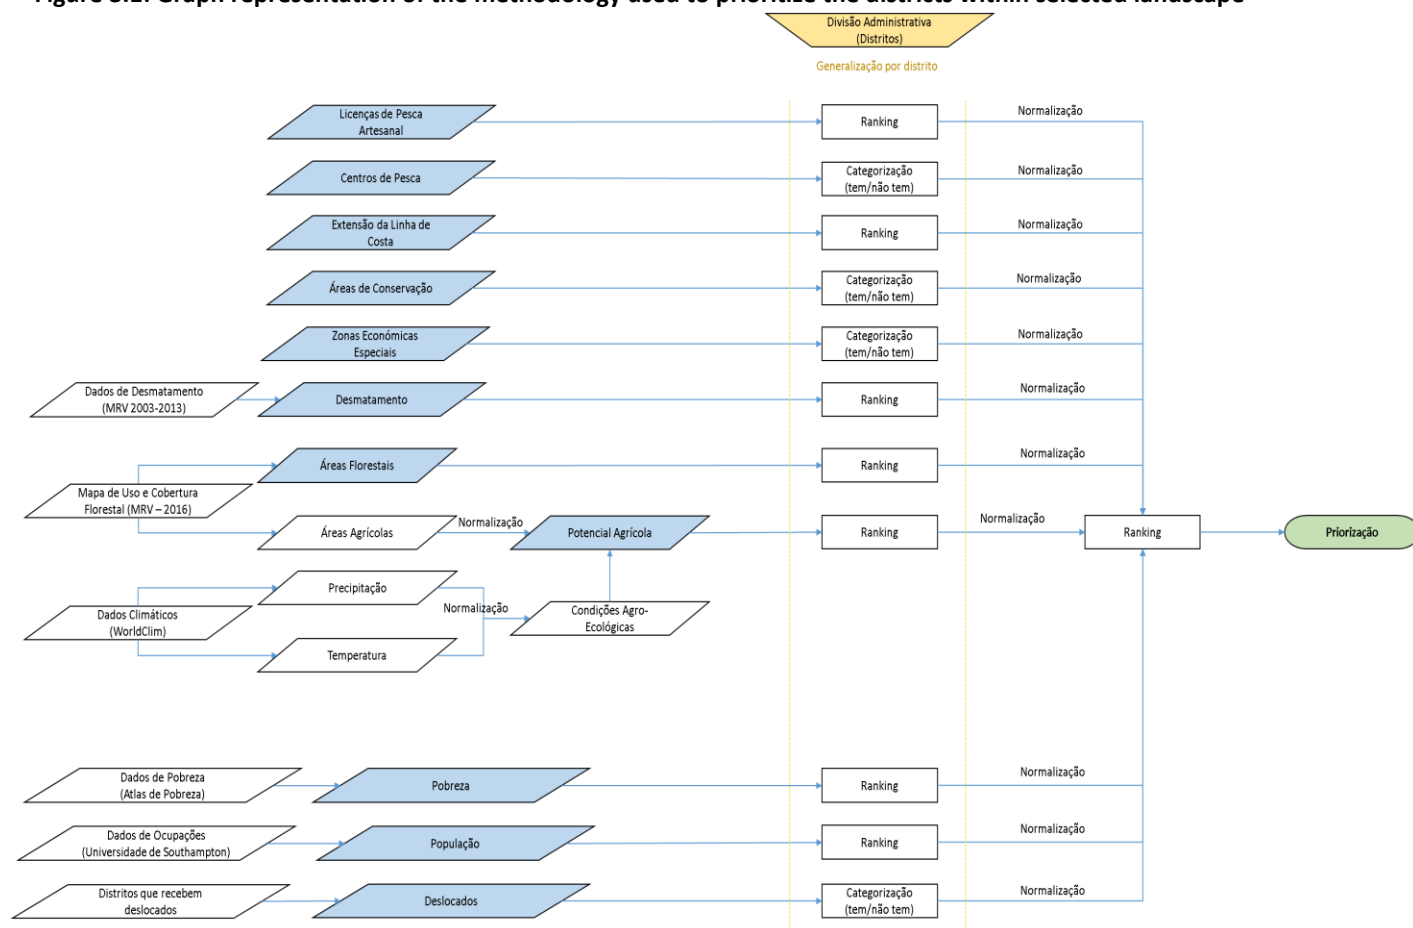 Figure 3.2. Graph representation of the methodology used to prioritize the districts within selected landscape
Divisão Administrativa
(Distritos)
Generalização por distrito
Licenças de Pesca
Artesanal
Ranking
Normalização
Centros de Pesca
Categorização
(tem/não tem)
Normalização
Extensão da Linha de
Costa
Ranking
Normalização
Áreas de Conservação
Categorização
(tem/não tem)
Normalização
Zonas Económicas
Especiais
Categorização
(tem/não tem)
Normalização
Dados de Desmatamento
(MRV 2003-2013)
Desmatamento
Ranking
Normalização
Áreas Florestais
Ranking
Normalização
Mapa de Uso e Cobertura
Florestal (MRV – 2016)
Áreas Agrícolas
Normalização
Potencial Agrícola
Ranking
Normalização
Ranking
Priorização
Precipitação
Dados Climáticos
(WorldClim)
Normalização
Condições Agro-
Ecológicas
Temperatura
Dados de Pobreza
(Atlas de Pobreza)
Pobreza
Ranking
Normalização
Dados de Ocupações
(Universidade de Southampton)
População
Ranking
Normalização
Distritos que recebem
deslocados
Deslocados
Categorização
(tem/não tem)
Normalização